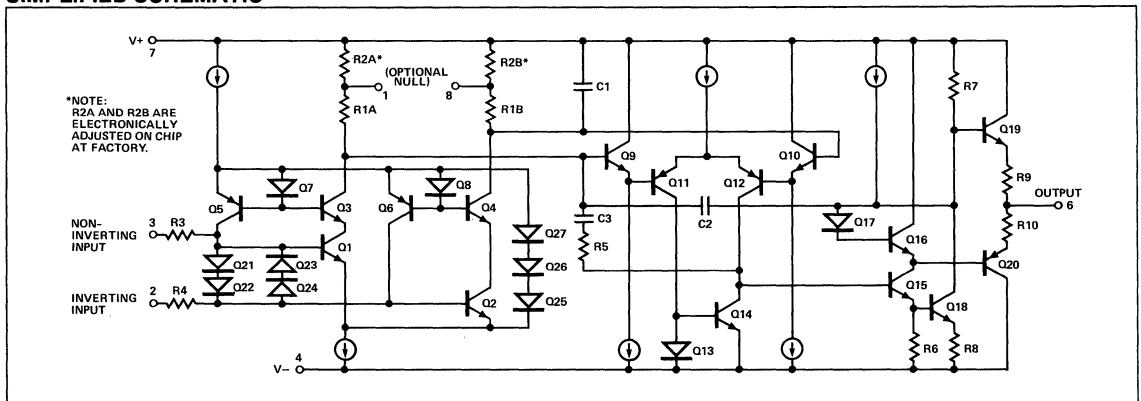 SIMPLIFIED SCHEMATIC
V+
7
R2A*
R2B*
(OPTIONAL
NULL)
1
8
R1A
R1B
C1
R7
*NOTE:
R2A AND R2B ARE
ELECTRONICALLY
ADJUSTED ON CHIP
AT FACTORY.
Q9
Q10
Q19
Q11
Q12
R9
OUTPUT
6
R10
Q7
Q8
Q5
Q3
Q6
Q4
NON-
INVERTING
INPUT
3
R3
Q1
Q21
Q23
Q22
Q24
Q27
Q26
Q25
C3
C2
R5
Q17
Q16
Q20
INVERTING
INPUT
2
R4
Q2
Q15
Q14
Q18
Q13
R6
R8
V–
4